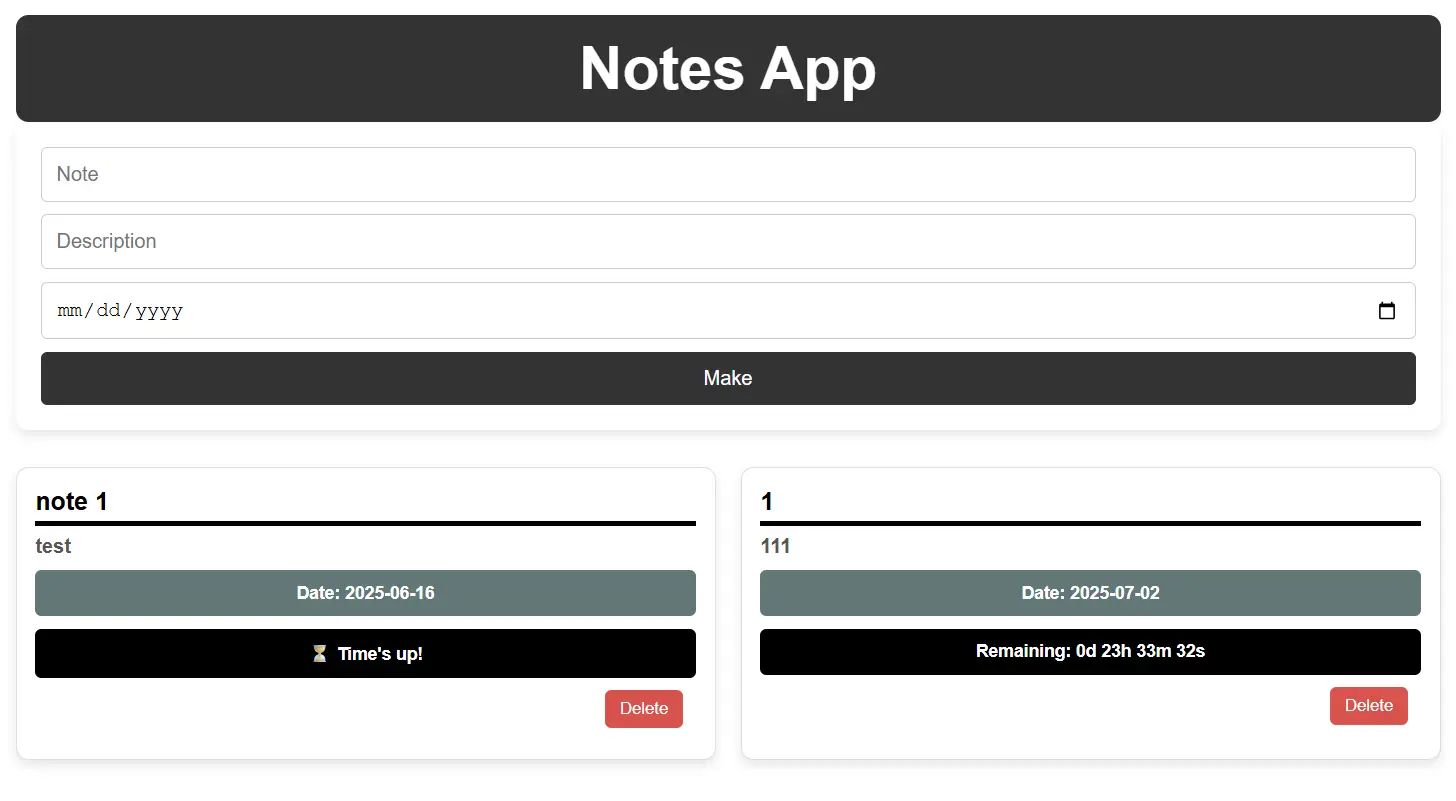 Notes App
Note
Description
mm/dd/yyyy
Make
note 1
test
Date: 2025-06-16
⏳ Time's up!
Delete
1
111
Date: 2025-07-02
Remaining: 0d 23h 33m 32s
Delete